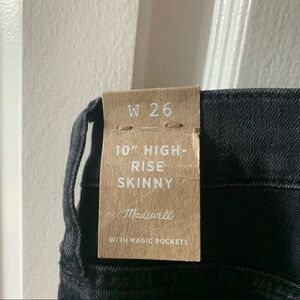 W 26
10" HIGH-
RISE
SKINNY
Madewell
WITH MAGIC POCKETS